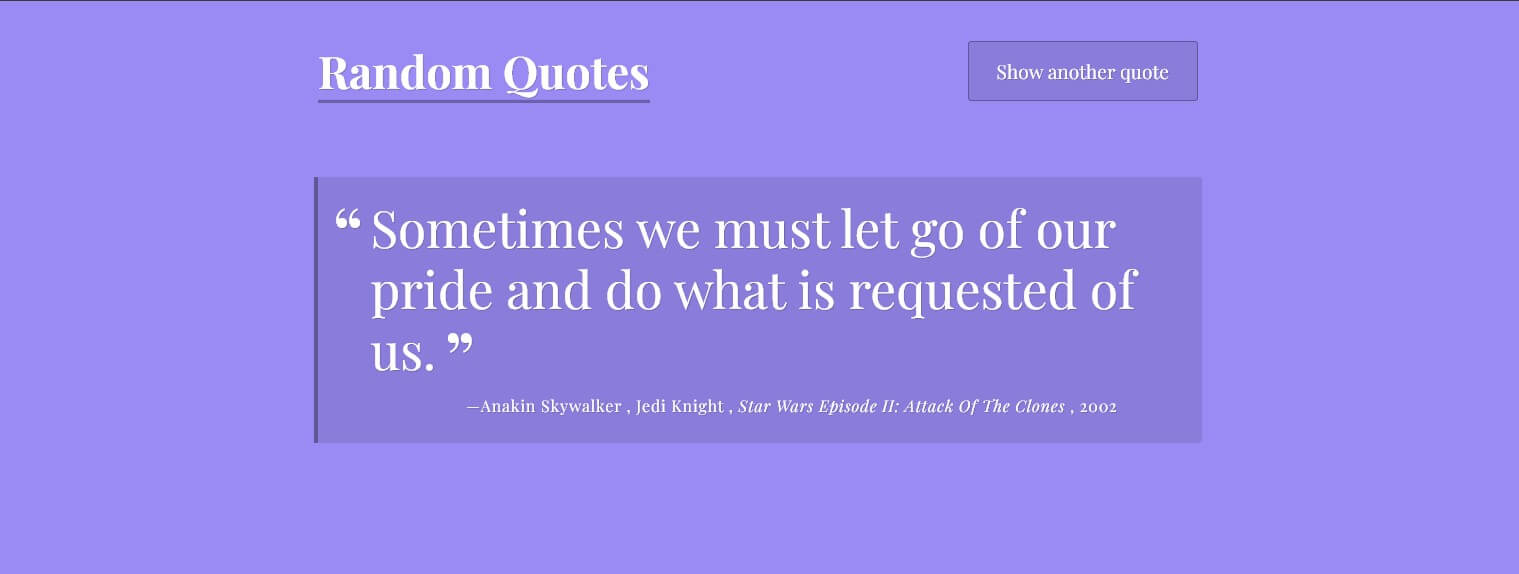 Random Quotes
Show another quote
“ Sometimes we must let go of our
pride and do what is requested of
us. ”
—Anakin Skywalker , Jedi Knight , Star Wars Episode II: Attack Of The Clones , 2002